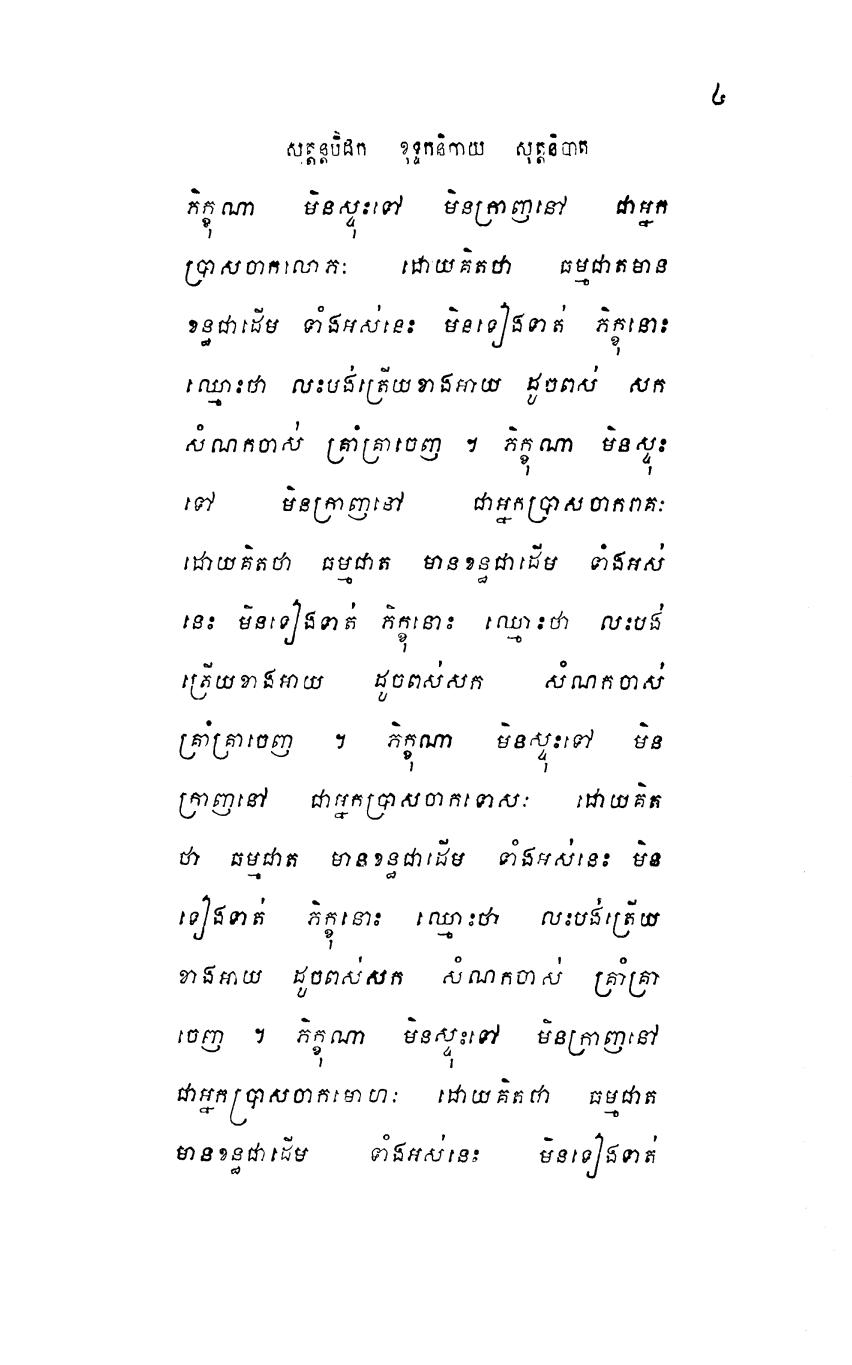 ៤
សុត្តន្តបិដក ខុទ្ទកនិកាយ សុត្តនិបាត
ភិក្ខុណា មិនស្ទុះទៅ មិនក្រាញនៅ ជាអ្នក
ប្រាសចាកលោភៈ ដោយគិតថា ធម្មជាតមាន
ខន្ធជាដើម ទាំងអស់នេះ មិនទៀងទាត់ ភិក្ខុនោះ
ឈ្មោះថា លះបង់ត្រើយខាងអាយ ដូចពស់ សក
សំណកចាស់ គ្រាំគ្រាចេញ ។ ភិក្ខុណា មិនស្ទុះ
ទៅ មិនក្រាញនៅ ជាអ្នកប្រាសចាករាគៈ
ដោយគិតថា ធម្មជាត មានខន្ធជាដើម ទាំងអស់
នេះ មិនទៀងទាត់ ភិក្ខុនោះ ឈ្មោះថា លះបង់
ត្រើយខាងអាយ ដូចពស់សក សំណកចាស់
គ្រាំគ្រាចេញ ។ ភិក្ខុណា មិនស្ទុះទៅ មិន
ក្រាញនៅ ជាអ្នកប្រាសចាកទោសៈ ដោយគិត
ថា ធម្មជាត មានខន្ធជាដើម ទាំងអស់នេះ មិន
ទៀងទាត់ ភិក្ខុនោះ ឈ្មោះថា លះបង់ត្រើយ
ខាងអាយ ដូចពស់សក សំណកចាស់ គ្រាំគ្រា
ចេញ ។ ភិក្ខុណា មិនស្ទុះទៅ មិនក្រាញនៅ
ជាអ្នកប្រាសចាកមោហៈ ដោយគិតថា ធម្មជាត
មានខន្ធជាដើម ទាំងអស់នេះ មិនទៀងទាត់